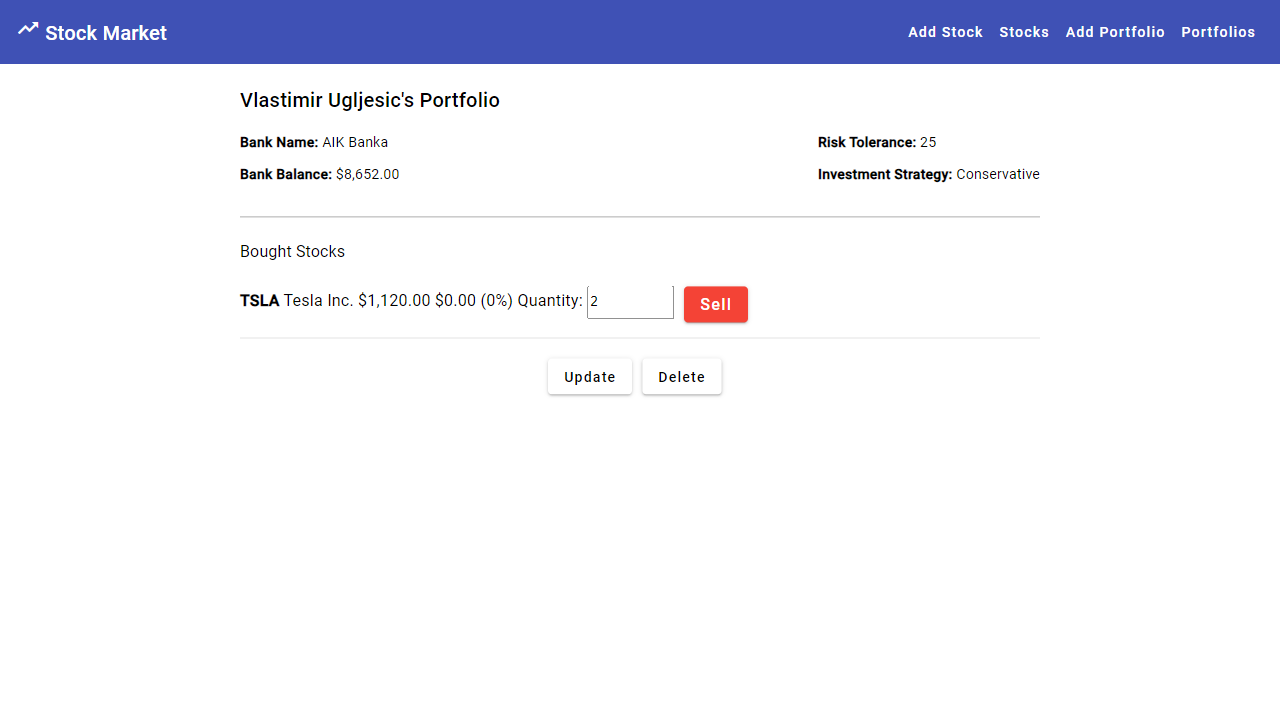 Stock Market Add Stock Stocks Add Portfolio Portfolios
Vlastimir Ugljesic's Portfolio
Bank Name: AIK Banka Risk Tolerance: 25
Bank Balance: $8,652.00 Investment Strategy: Conservative
Bought Stocks
TSLA Tesla Inc. $1,120.00 $0.00 (0%) Quantity: 2 Sell
Update Delete